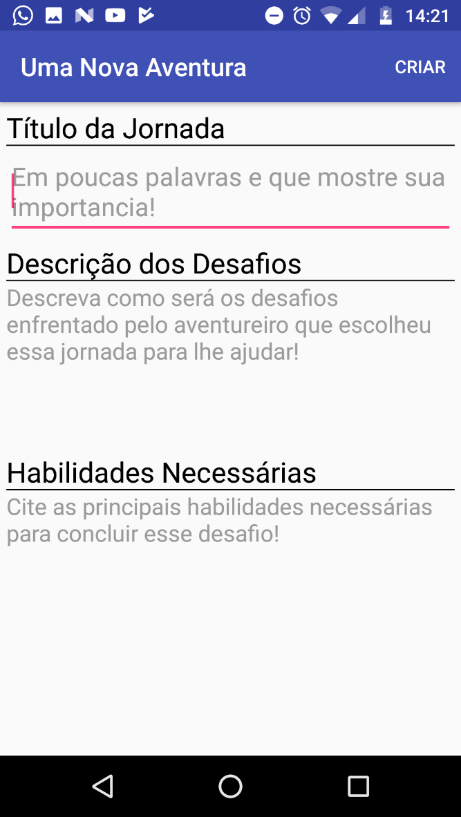 14:21
Uma Nova Aventura
CRIAR
Título da Jornada
Em poucas palavras e que mostre sua
importancia!
Descrição dos Desafios
Descreva como será os desafios
enfrentado pelo aventureiro que escolheu
essa jornada para lhe ajudar!
Habilidades Necessárias
Cite as principais habilidades necessárias
para concluir esse desafio!